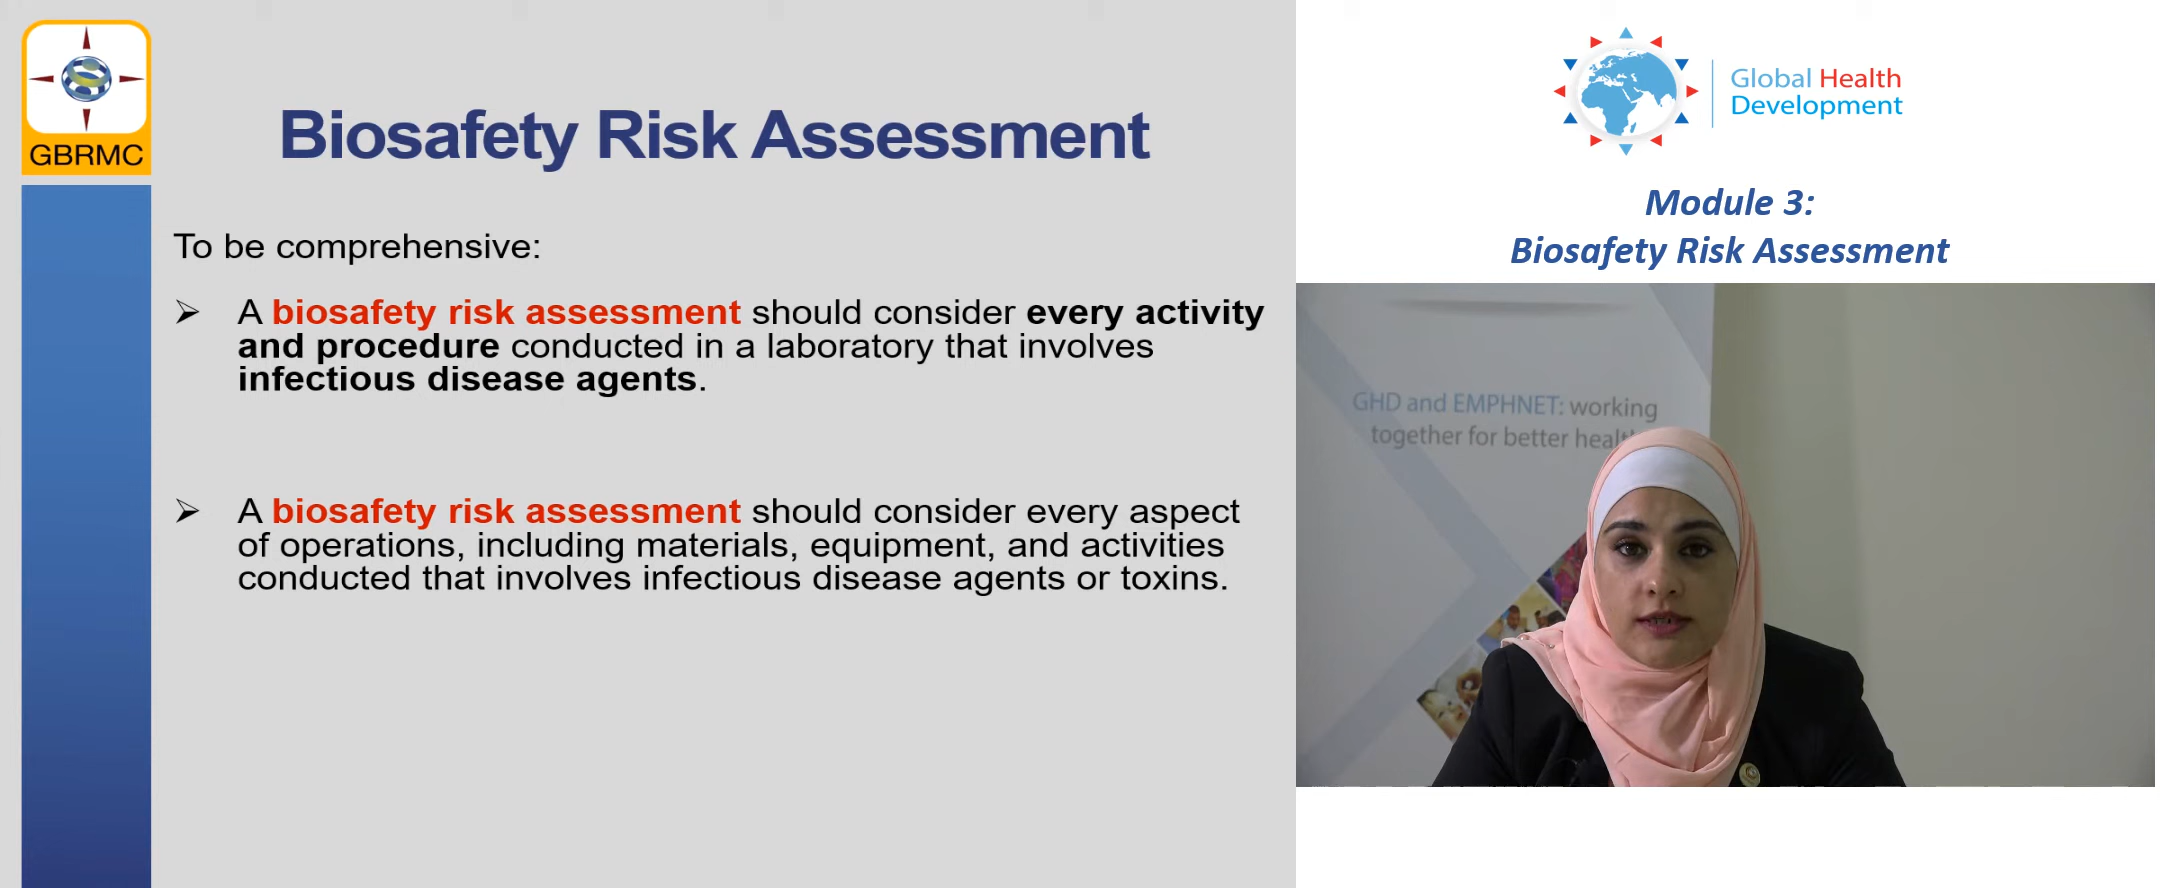 GBRMC
Biosafety Risk Assessment
To be comprehensive:
➢ A biosafety risk assessment should consider every activity
and procedure conducted in a laboratory that involves
infectious disease agents.
➢ A biosafety risk assessment should consider every aspect
of operations, including materials, equipment, and activities
conducted that involves infectious disease agents or toxins.
Global Health
Development
Module 3:
Biosafety Risk Assessment
GHD and EMPHNET: working
together for better